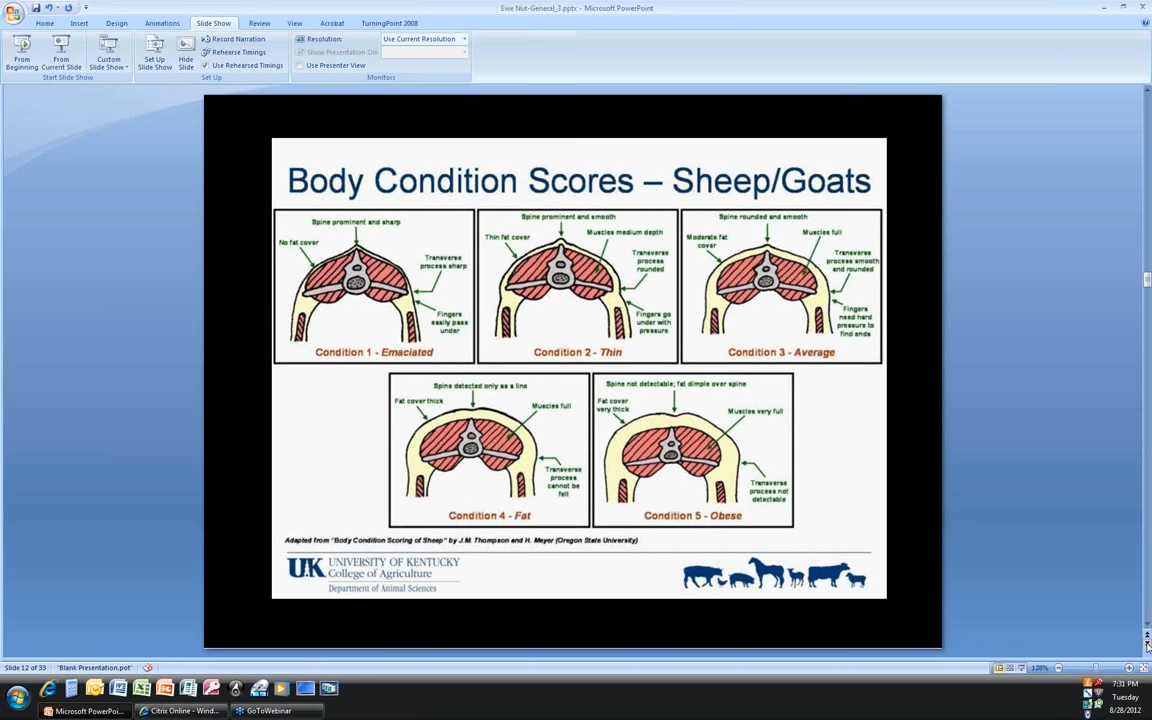 Ewe Nut-General_3.pptx - Microsoft PowerPoint
Home Insert Design Animations Slide Show Review View Acrobat TurningPoint 2008
From Beginning
From Current Slide
Custom Slide Show
Start Slide Show
Set Up Slide Show
Hide Slide
Record Narration
Rehearse Timings
Use Rehearsed Timings
Set Up
Resolution: Use Current Resolution
Show Presentation On:
Use Presenter View
Monitors
Body Condition Scores – Sheep/Goats
Spine prominent and sharp
No fat cover
Transverse
process sharp
Fingers
easily pass
under
Condition 1 - Emaciated
Spine prominent and smooth
Thin fat cover
Muscles medium depth
Transverse
process
rounded
Fingers go
under with
pressure
Condition 2 - Thin
Spine rounded and smooth
Moderate fat
cover
Muscles full
Transverse
process smooth
and rounded
Fingers
need hard
pressure to
find ends
Condition 3 - Average
Spine detected only as a line
Fat cover thick
Muscles full
Transverse
process
cannot be
felt
Condition 4 - Fat
Spine not detectable; fat dimple over spine
Fat cover
very thick
Muscles very full
Transverse
process not
detectable
Condition 5 - Obese
Adapted from "Body Condition Scoring of Sheep" by J.M. Thompson and H. Meyer (Oregon State University)
UK UNIVERSITY OF KENTUCKY
College of Agriculture
Department of Animal Sciences
Slide 12 of 33 "Blank Presentation.pot" 128%
Microsoft PowerPoi... Citrix Online - Wind... GoToWebinar
7:31 PM
Tuesday
8/28/2012